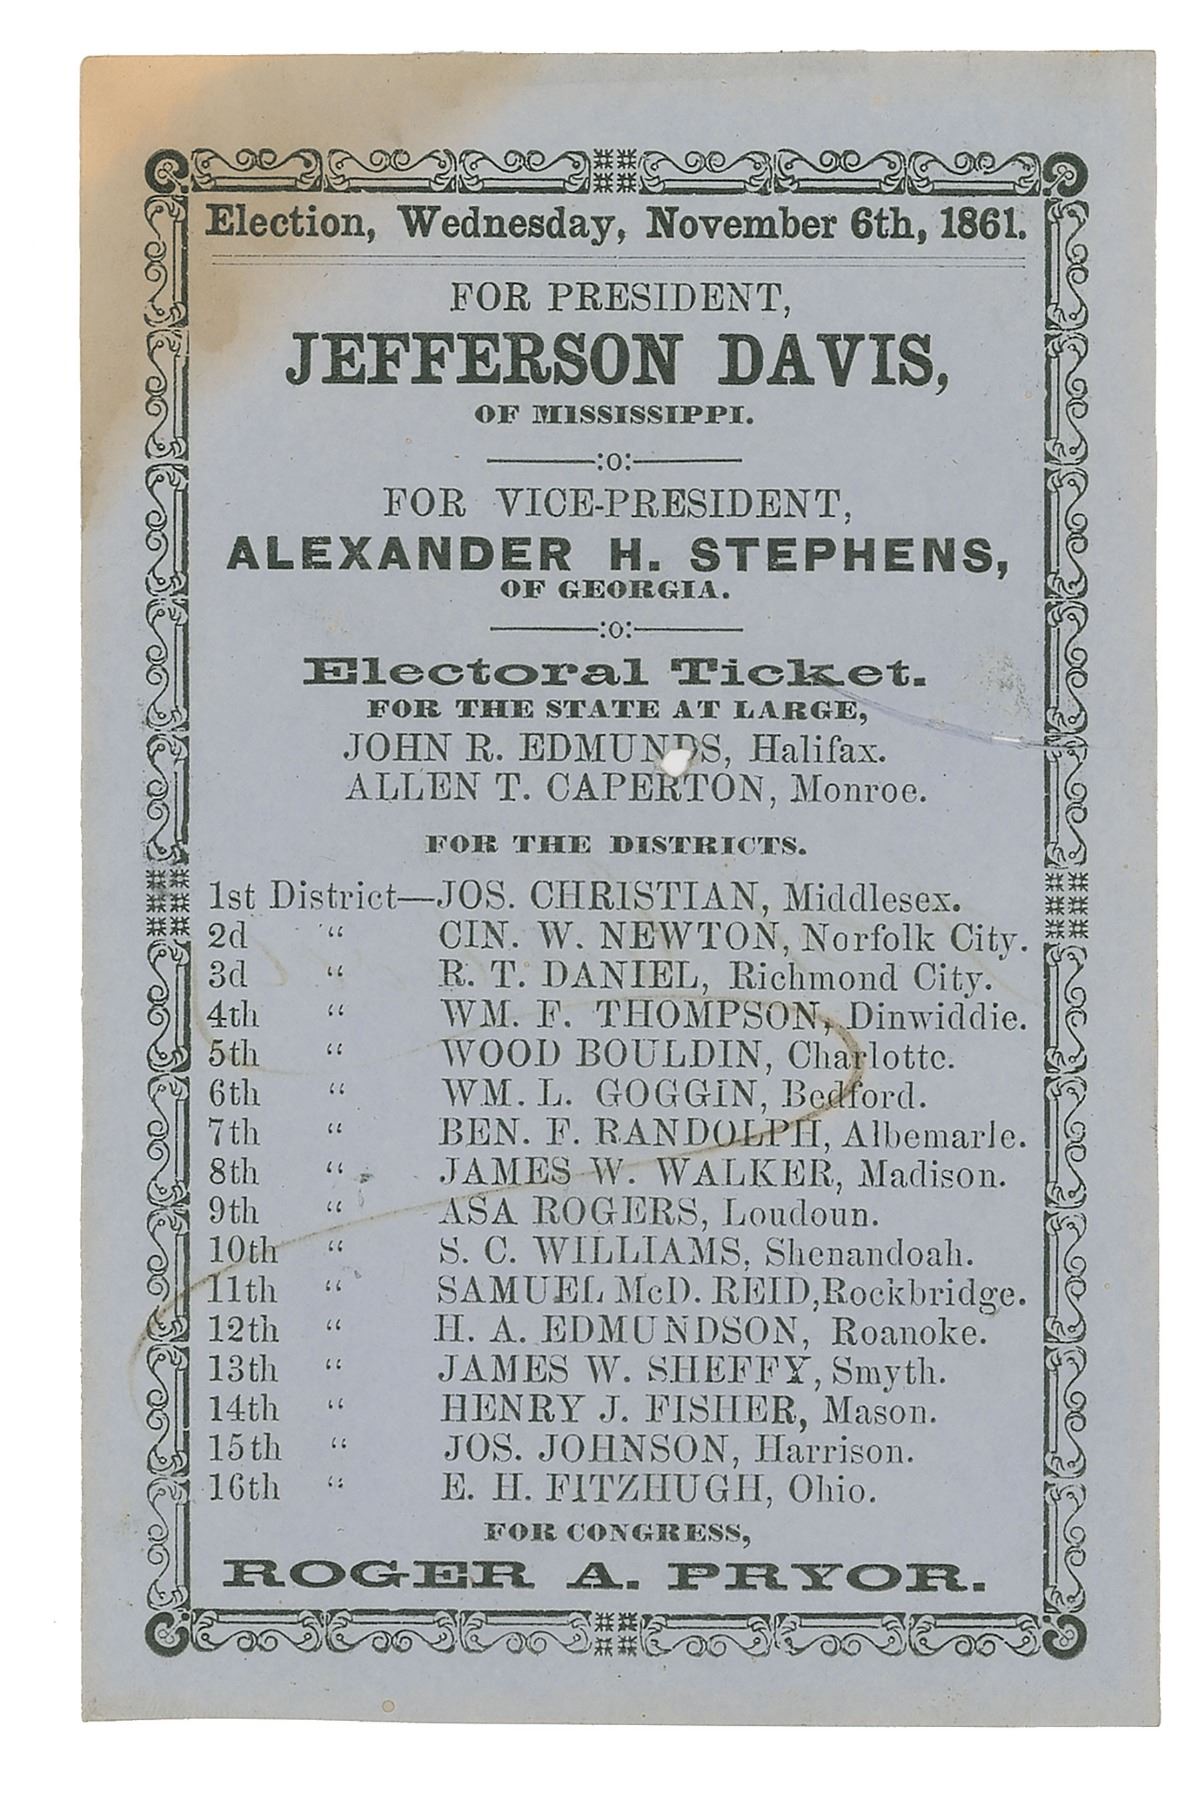 Election, Wednesday, November 6th, 1861.
FOR PRESIDENT,
JEFFERSON DAVIS,
OF MISSISSIPPI.
:o:
FOR VICE-PRESIDENT,
ALEXANDER H. STEPHENS,
OF GEORGIA.
:o:
Electoral Ticket.
FOR THE STATE AT LARGE,
JOHN R. EDMUNDS, Halifax.
ALLEN T. CAPERTON, Monroe.
FOR THE DISTRICTS.
1st District—JOS. CHRISTIAN, Middlesex.
2d “ CIN. W. NEWTON, Norfolk City.
3d “ R. T. DANIEL, Richmond City.
4th “ WM. F. THOMPSON, Dinwiddie.
5th “ WOOD BOULDIN, Charlotte.
6th “ WM. L. GOGGIN, Bedford.
7th “ BEN. F. RANDOLPH, Albemarle.
8th “ JAMES W. WALKER, Madison.
9th “ ASA ROGERS, Loudoun.
10th “ S. C. WILLIAMS, Shenandoah.
11th “ SAMUEL McD. REID, Rockbridge.
12th “ H. A. EDMUNDSON, Roanoke.
13th “ JAMES W. SHEFFY, Smyth.
14th “ HENRY J. FISHER, Mason.
15th “ JOS. JOHNSON, Harrison.
16th “ E. H. FITZHUGH, Ohio.
FOR CONGRESS,
ROGER A. PRYOR.